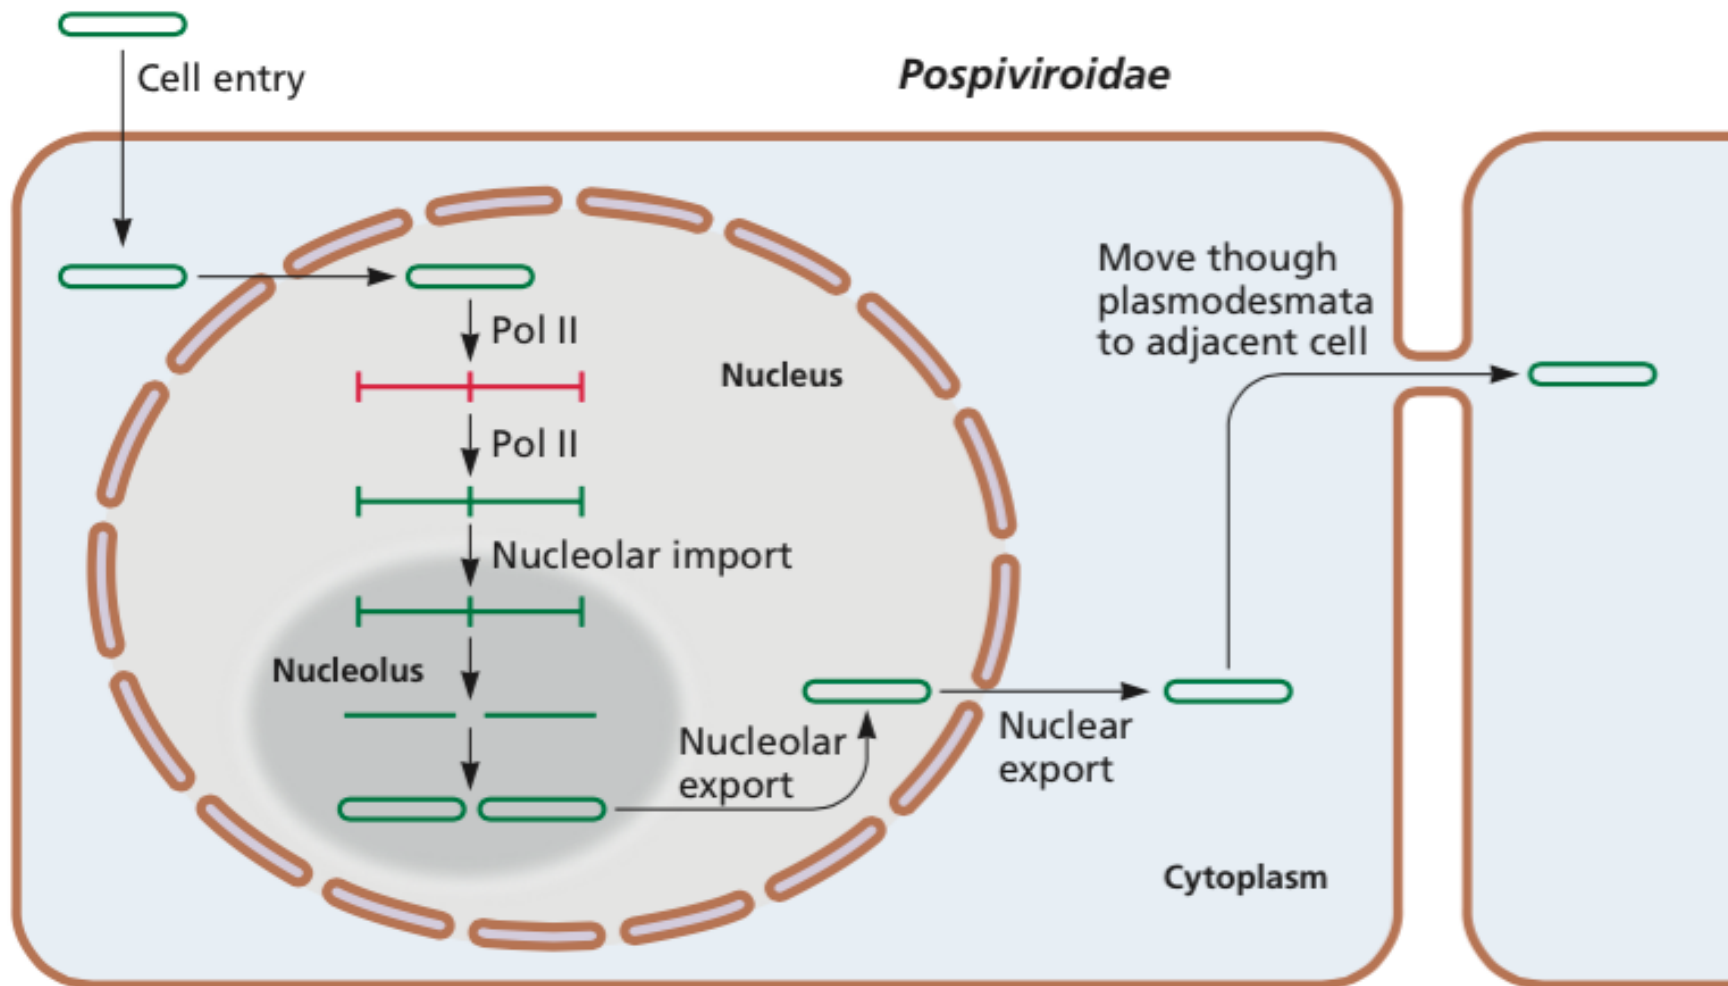 Cell entry
Pospiviroidae
Move though
plasmodesmata
to adjacent cell
Pol II
Nucleus
Pol II
Nucleolar import
Nucleolus
Nucleolar
export
Nuclear
export
Cytoplasm